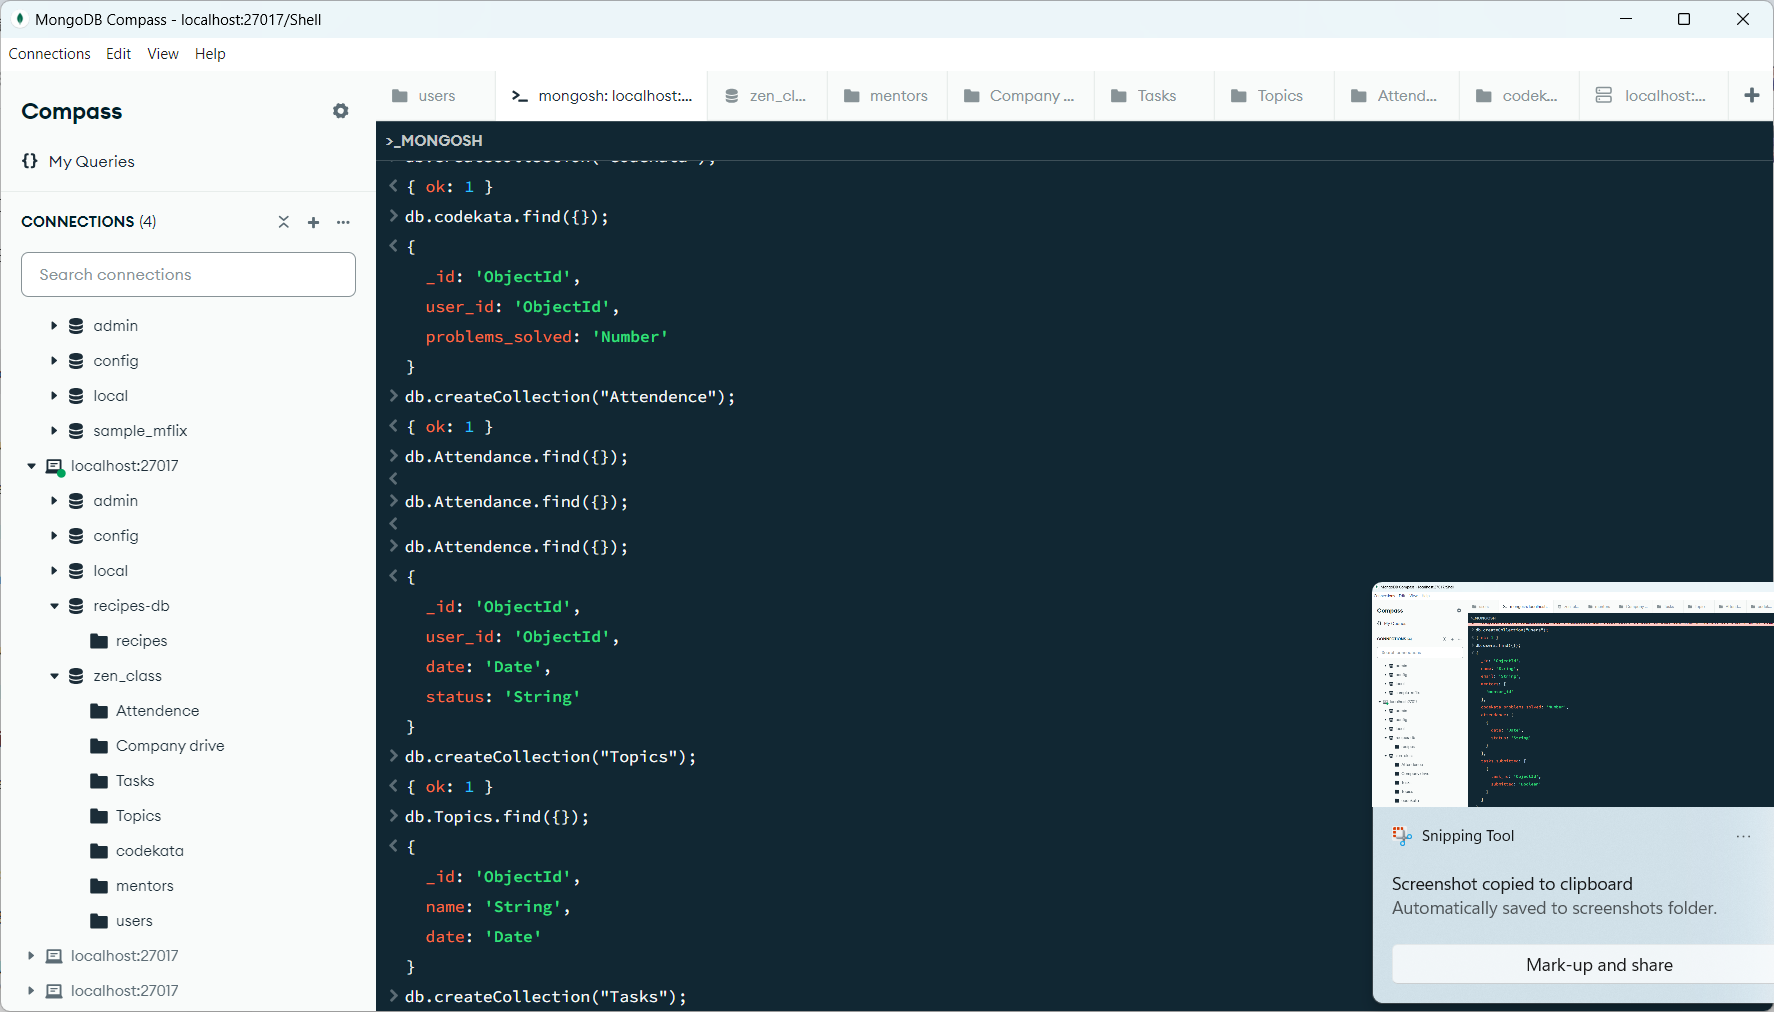 MongoDB Compass - localhost:27017/Shell
Connections Edit View Help
Compass
{} My Queries
CONNECTIONS (4)
Search connections
admin
config
local
sample_mflix
localhost:27017
admin
config
local
recipes-db
recipes
zen_class
Attendence
Company drive
Tasks
Topics
codekata
mentors
users
localhost:27017
localhost:27017
users
>_ mongosh: localhost:...
zen_cl...
mentors
Company ...
Tasks
Topics
Attend...
codek...
localhost:...
>_MONGOSH
< { ok: 1 }
> db.codekata.find({});
< {
_id: 'ObjectId',
user_id: 'ObjectId',
problems_solved: 'Number'
}
> db.createCollection("Attendence");
< { ok: 1 }
> db.Attendance.find({});
<
> db.Attendance.find({});
<
> db.Attendence.find({});
< {
_id: 'ObjectId',
user_id: 'ObjectId',
date: 'Date',
status: 'String'
}
> db.createCollection("Topics");
< { ok: 1 }
> db.Topics.find({});
< {
_id: 'ObjectId',
name: 'String',
date: 'Date'
}
> db.createCollection("Tasks");
Snipping Tool
Screenshot copied to clipboard
Automatically saved to screenshots folder.
Mark-up and share